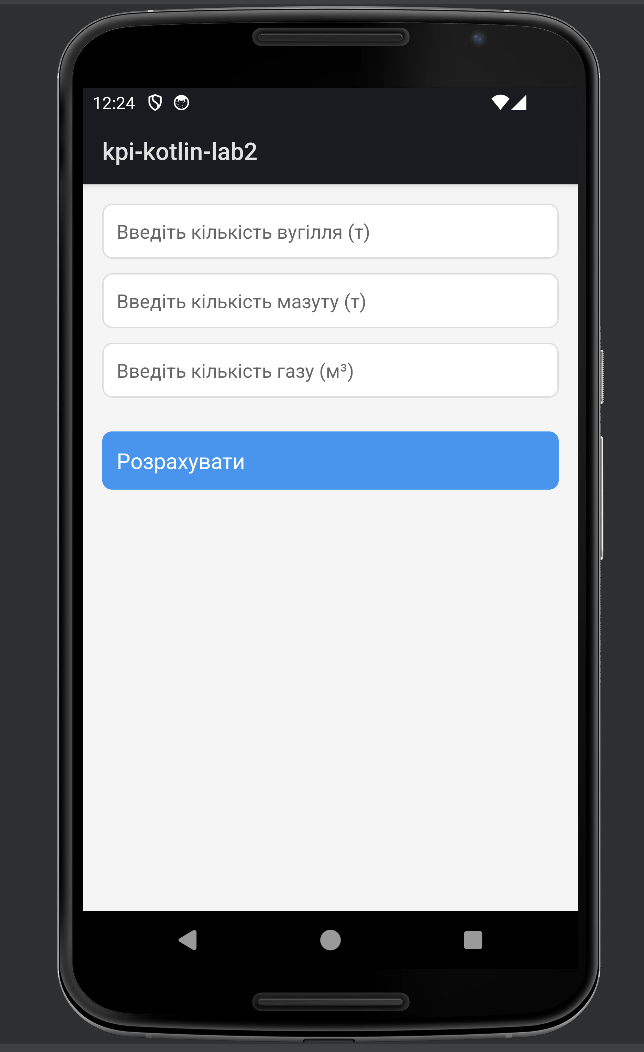 12:24
kpi-kotlin-lab2
Введіть кількість вугілля (т)
Введіть кількість мазуту (т)
Введіть кількість газу (м³)
Розрахувати